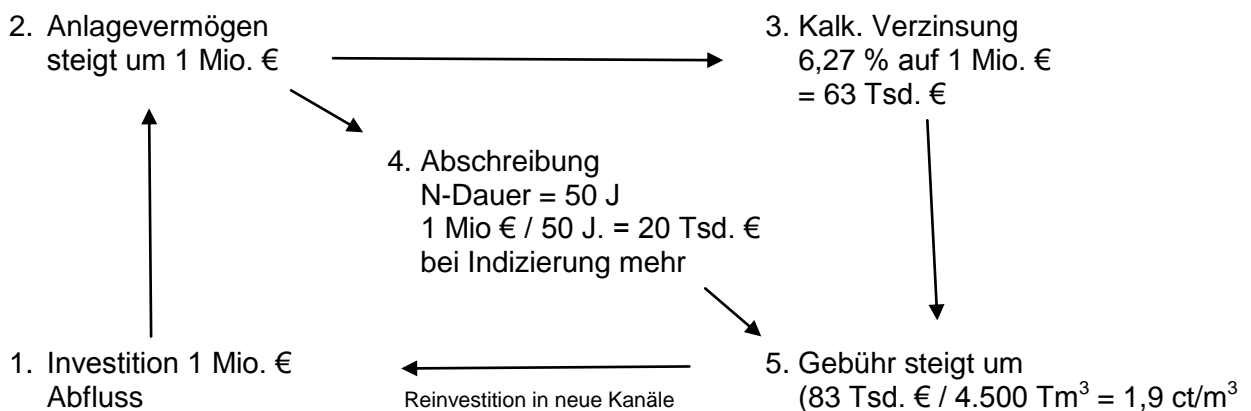 2. Anlagevermögen
steigt um 1 Mio. €
3. Kalk. Verzinsung
6,27 % auf 1 Mio. €
= 63 Tsd. €
4. Abschreibung
N-Dauer = 50 J
1 Mio € / 50 J. = 20 Tsd. €
bei Indizierung mehr
1. Investition 1 Mio. €
Abfluss
Reinvestition in neue Kanäle
5. Gebühr steigt um
(83 Tsd. € / 4.500 Tm³ = 1,9 ct/m³